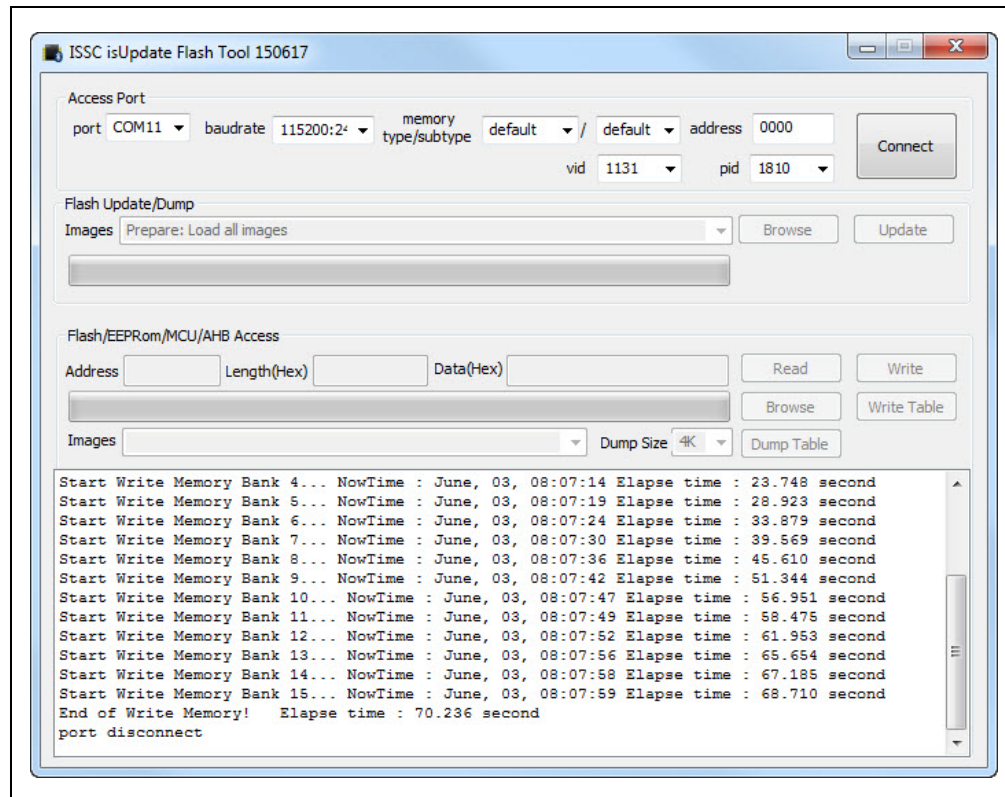 ISSC isUpdate Flash Tool 150617
Access Port
port COM11 baudrate 115200:24 memory type/subtype default / default address 0000
Connect
vid 1131 pid 1810
Flash Update/Dump
Images Prepare: Load all images Browse Update
Flash/EEPRom/MCU/AHB Access
Address Length(Hex) Data(Hex) Read Write
Browse Write Table
Images Dump Size 4K Dump Table
Start Write Memory Bank 4... NowTime : June, 03, 08:07:14 Elapse time : 23.748 second
Start Write Memory Bank 5... NowTime : June, 03, 08:07:19 Elapse time : 28.923 second
Start Write Memory Bank 6... NowTime : June, 03, 08:07:24 Elapse time : 33.879 second
Start Write Memory Bank 7... NowTime : June, 03, 08:07:30 Elapse time : 39.569 second
Start Write Memory Bank 8... NowTime : June, 03, 08:07:36 Elapse time : 45.610 second
Start Write Memory Bank 9... NowTime : June, 03, 08:07:42 Elapse time : 51.344 second
Start Write Memory Bank 10... NowTime : June, 03, 08:07:47 Elapse time : 56.951 second
Start Write Memory Bank 11... NowTime : June, 03, 08:07:49 Elapse time : 58.475 second
Start Write Memory Bank 12... NowTime : June, 03, 08:07:52 Elapse time : 61.953 second
Start Write Memory Bank 13... NowTime : June, 03, 08:07:56 Elapse time : 65.654 second
Start Write Memory Bank 14... NowTime : June, 03, 08:07:58 Elapse time : 67.185 second
Start Write Memory Bank 15... NowTime : June, 03, 08:07:59 Elapse time : 68.710 second
End of Write Memory! Elapse time : 70.236 second
port disconnect